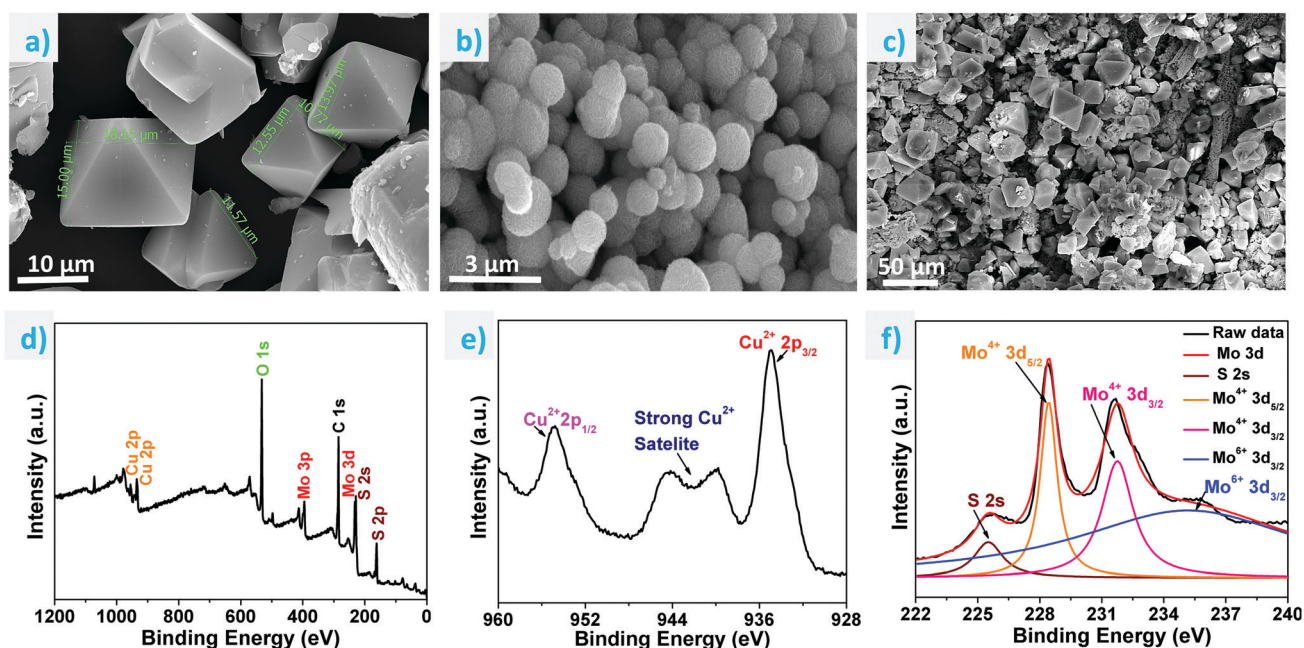 a)
15.00 µm
12.55 µm
10.77 µm
13.97 µm
11.57 µm
10 µm
b)
3 µm
c)
50 µm
d)
Intensity (a.u.)
Cu 2p
Cu 2p
O 1s
Mo 3p
C 1s
Mo 3d
S 2s
S 2p
1200 1000 800 600 400 200 0
Binding Energy (eV)
e)
Intensity (a.u.)
Cu²⁺2p₁/₂
Strong Cu²⁺
Satelite
Cu²⁺ 2p₃/₂
960 952 944 936 928
Binding Energy (eV)
f)
Intensity (a.u.)
S 2s
Mo⁴⁺ 3d₅/₂
Mo⁴⁺ 3d₃/₂
Mo⁶⁺ 3d₃/₂
Raw data
Mo 3d
S 2s
Mo⁴⁺ 3d₅/₂
Mo⁴⁺ 3d₃/₂
Mo⁶⁺ 3d₃/₂
222 225 228 231 234 237 240
Binding Energy (eV)